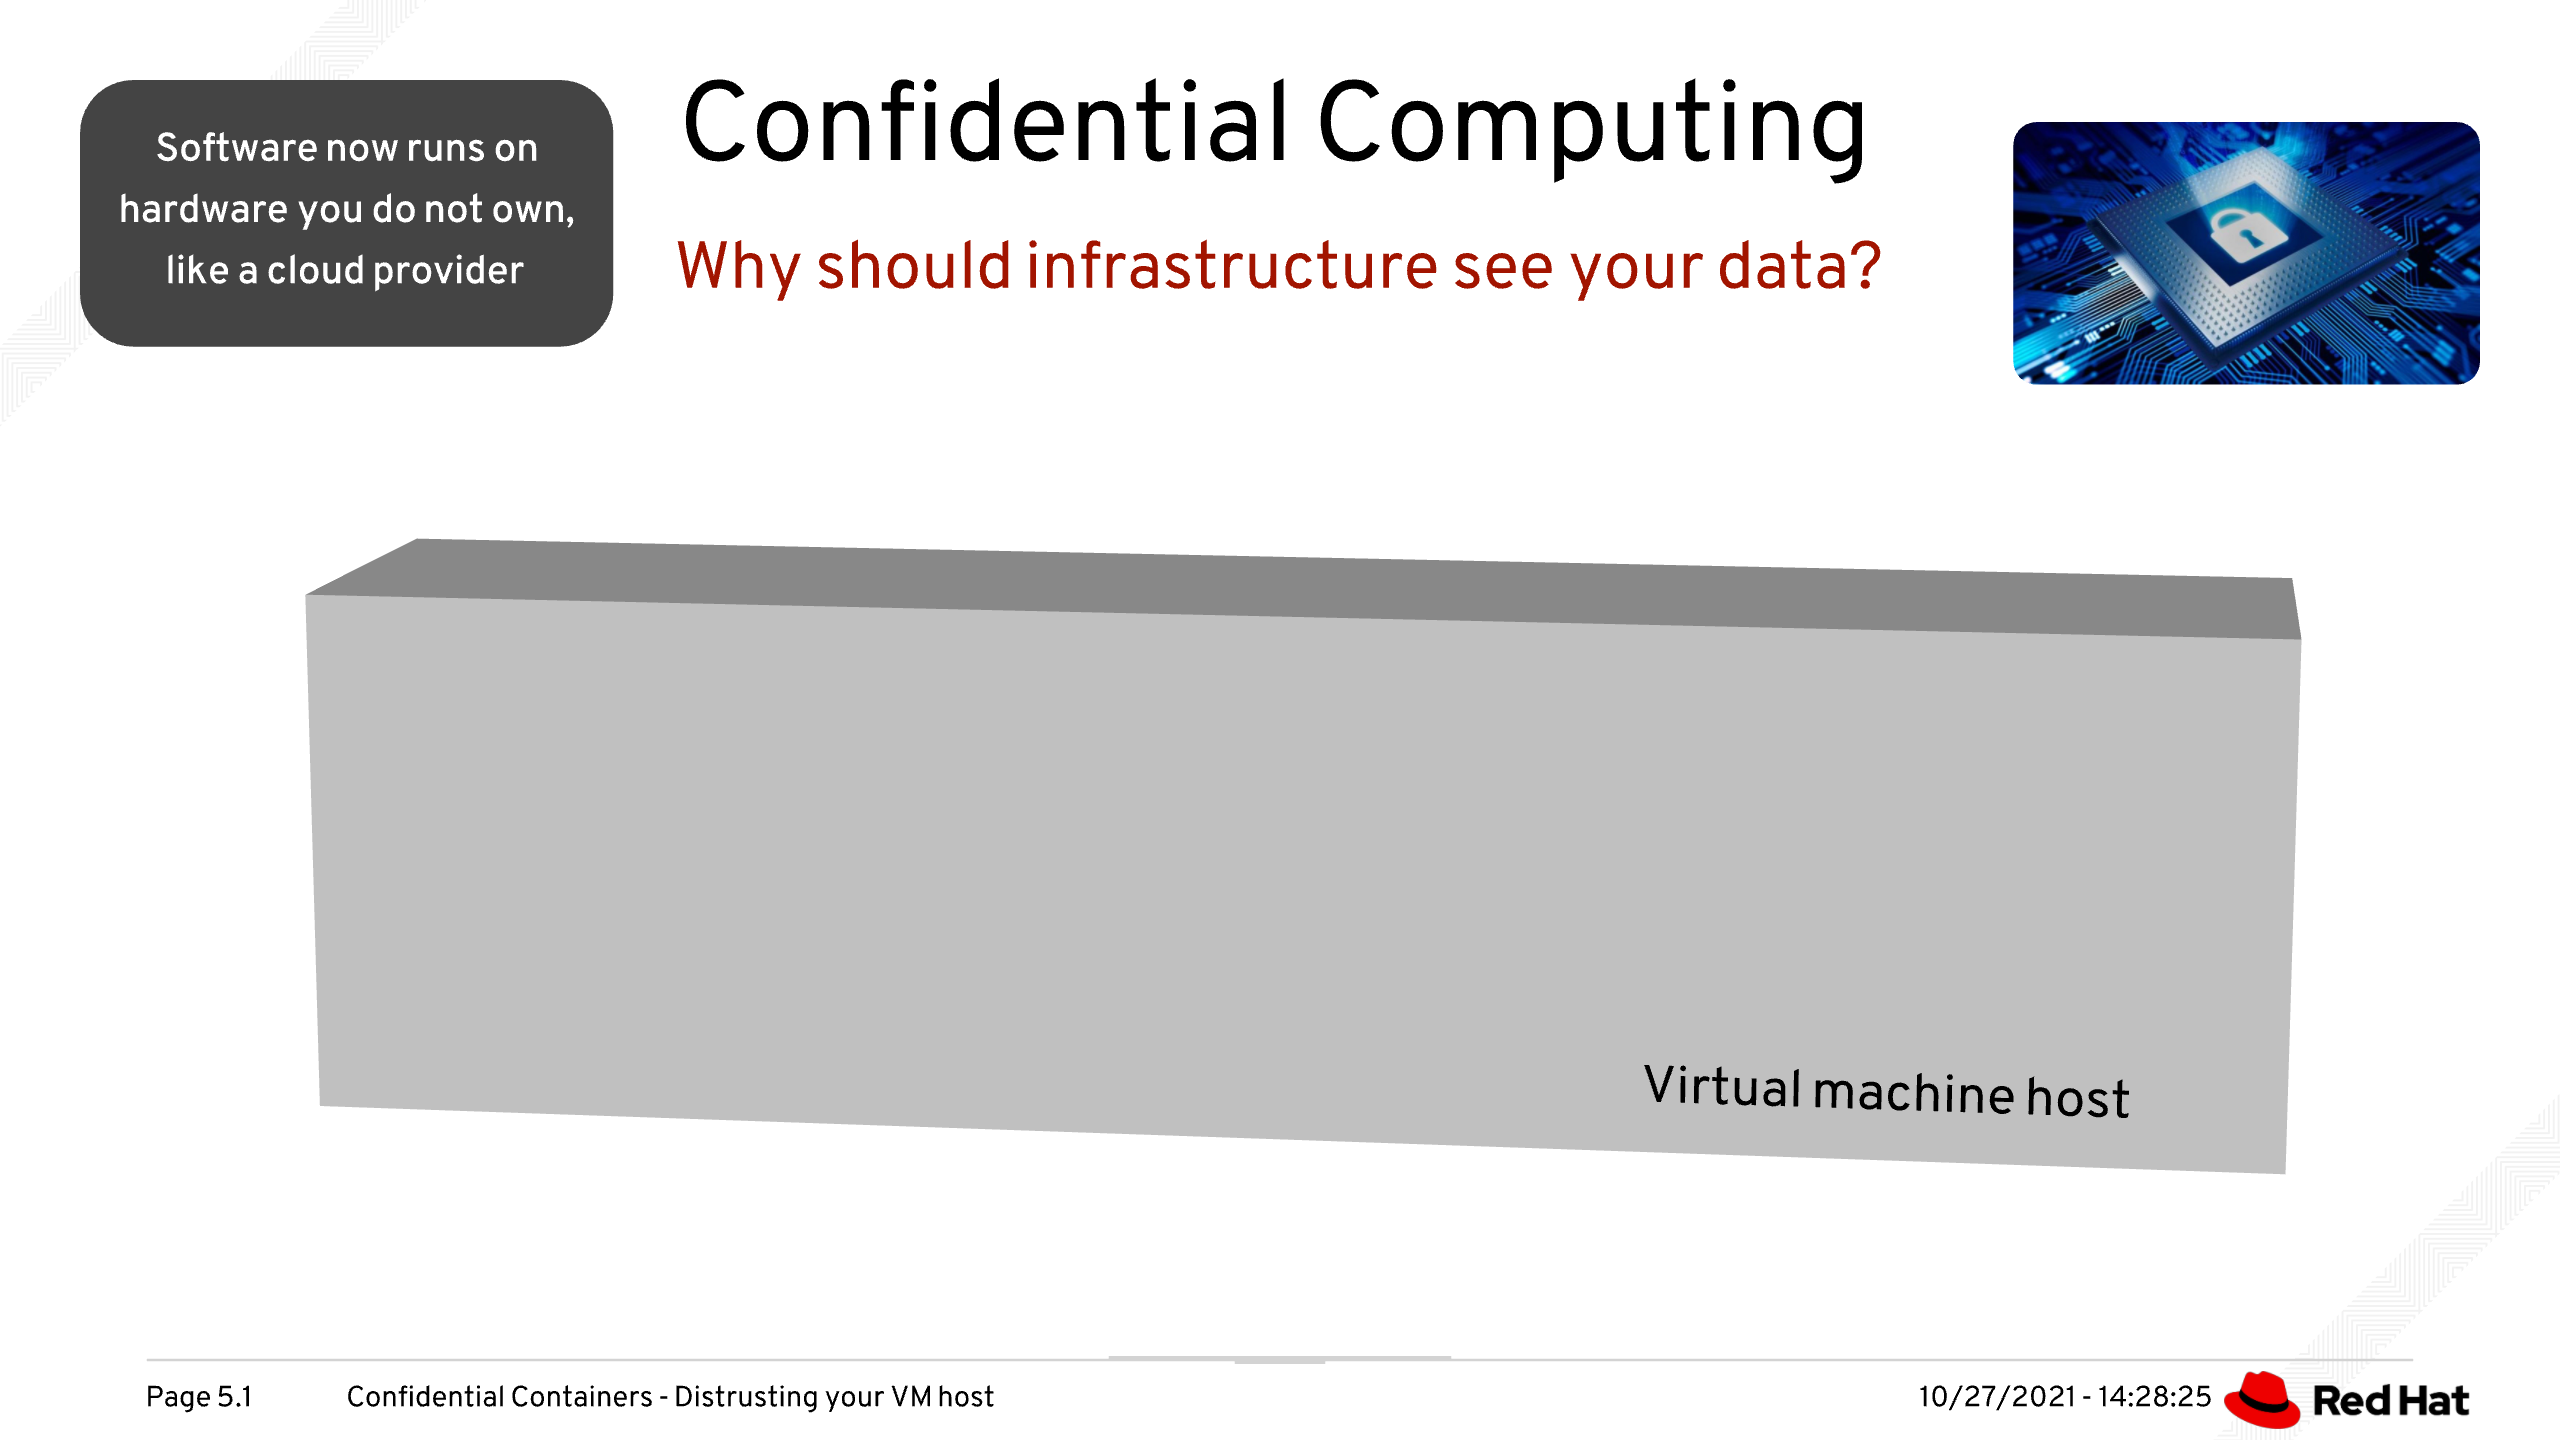 Software now runs on
hardware you do not own,
like a cloud provider
Confidential Computing
Why should infrastructure see your data?
Virtual machine host
Page 5.1
Confidential Containers - Distrusting your VM host
10/27/2021 - 14:28:25
Red Hat